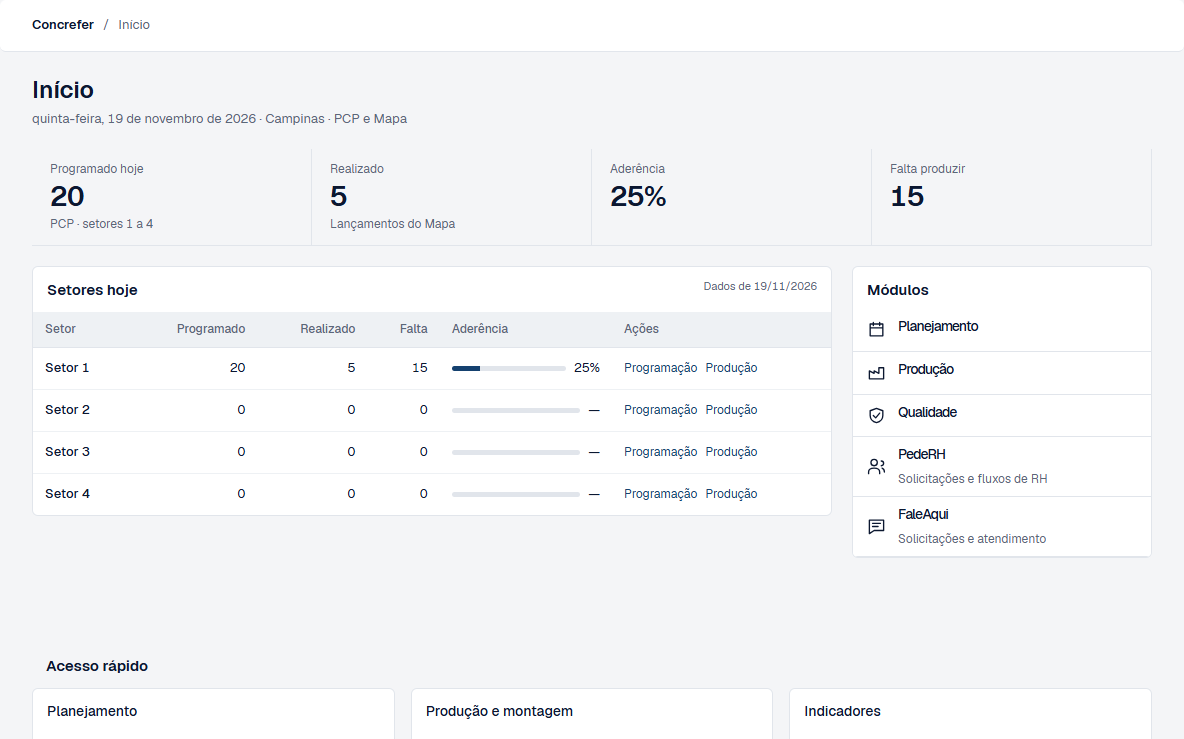 Concrefer / Início
Início
quinta-feira, 19 de novembro de 2026 · Campinas · PCP e Mapa
Programado hoje
20
PCP · setores 1 a 4
Realizado
5
Lançamentos do Mapa
Aderência
25%
Falta produzir
15
Setores hoje
Dados de 19/11/2026
Setor Programado Realizado Falta Aderência Ações
Setor 1 20 5 15 25% Programação Produção
Setor 2 0 0 0 — Programação Produção
Setor 3 0 0 0 — Programação Produção
Setor 4 0 0 0 — Programação Produção
Módulos
Planejamento
Produção
Qualidade
PedeRH
Solicitações e fluxos de RH
FaleAqui
Solicitações e atendimento
Acesso rápido
Planejamento
Produção e montagem
Indicadores